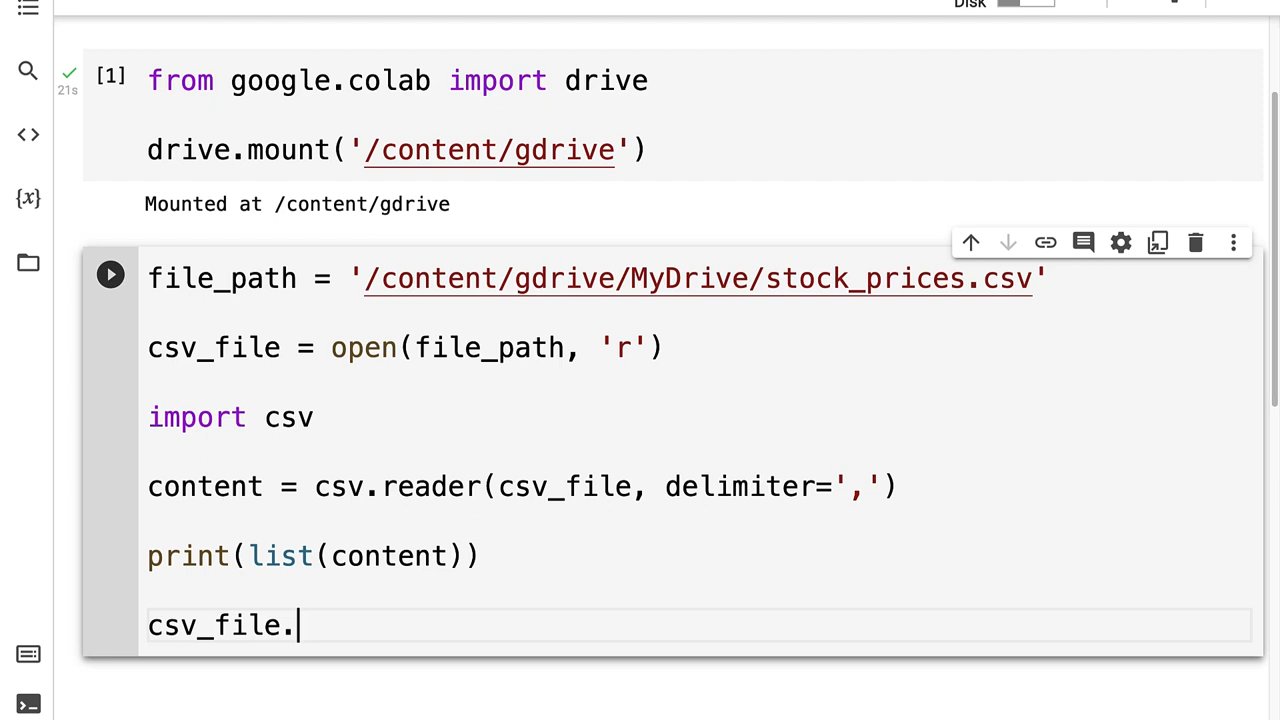 Disk
[1] from google.colab import drive
21s
drive.mount('/content/gdrive')
{x}
Mounted at /content/gdrive
file_path = '/content/gdrive/MyDrive/stock_prices.csv'
csv_file = open(file_path, 'r')
import csv
content = csv.reader(csv_file, delimiter=',')
print(list(content))
csv_file.